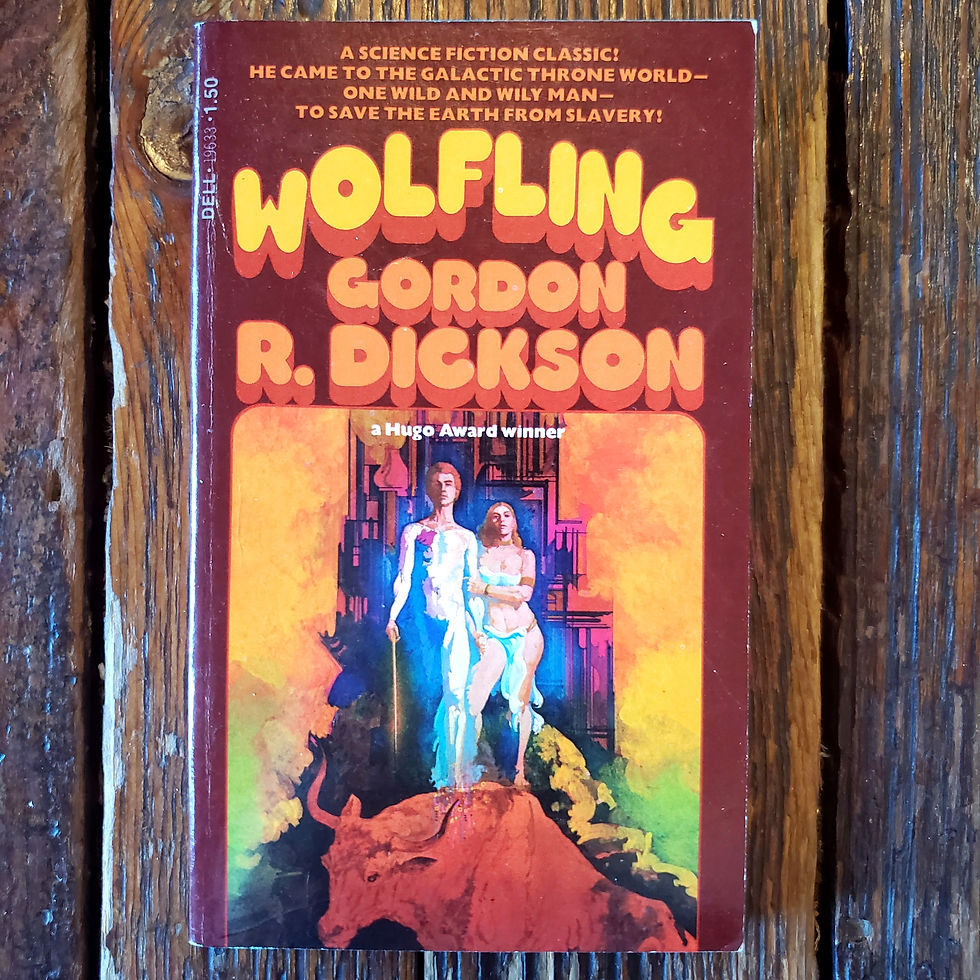 A SCIENCE FICTION CLASSIC!
HE CAME TO THE GALACTIC THRONE WORLD—
ONE WILD AND WILY MAN—
TO SAVE THE EARTH FROM SLAVERY!
DELL • 19633 • 1.50
WOLFLING
GORDON
R. DICKSON
a Hugo Award winner